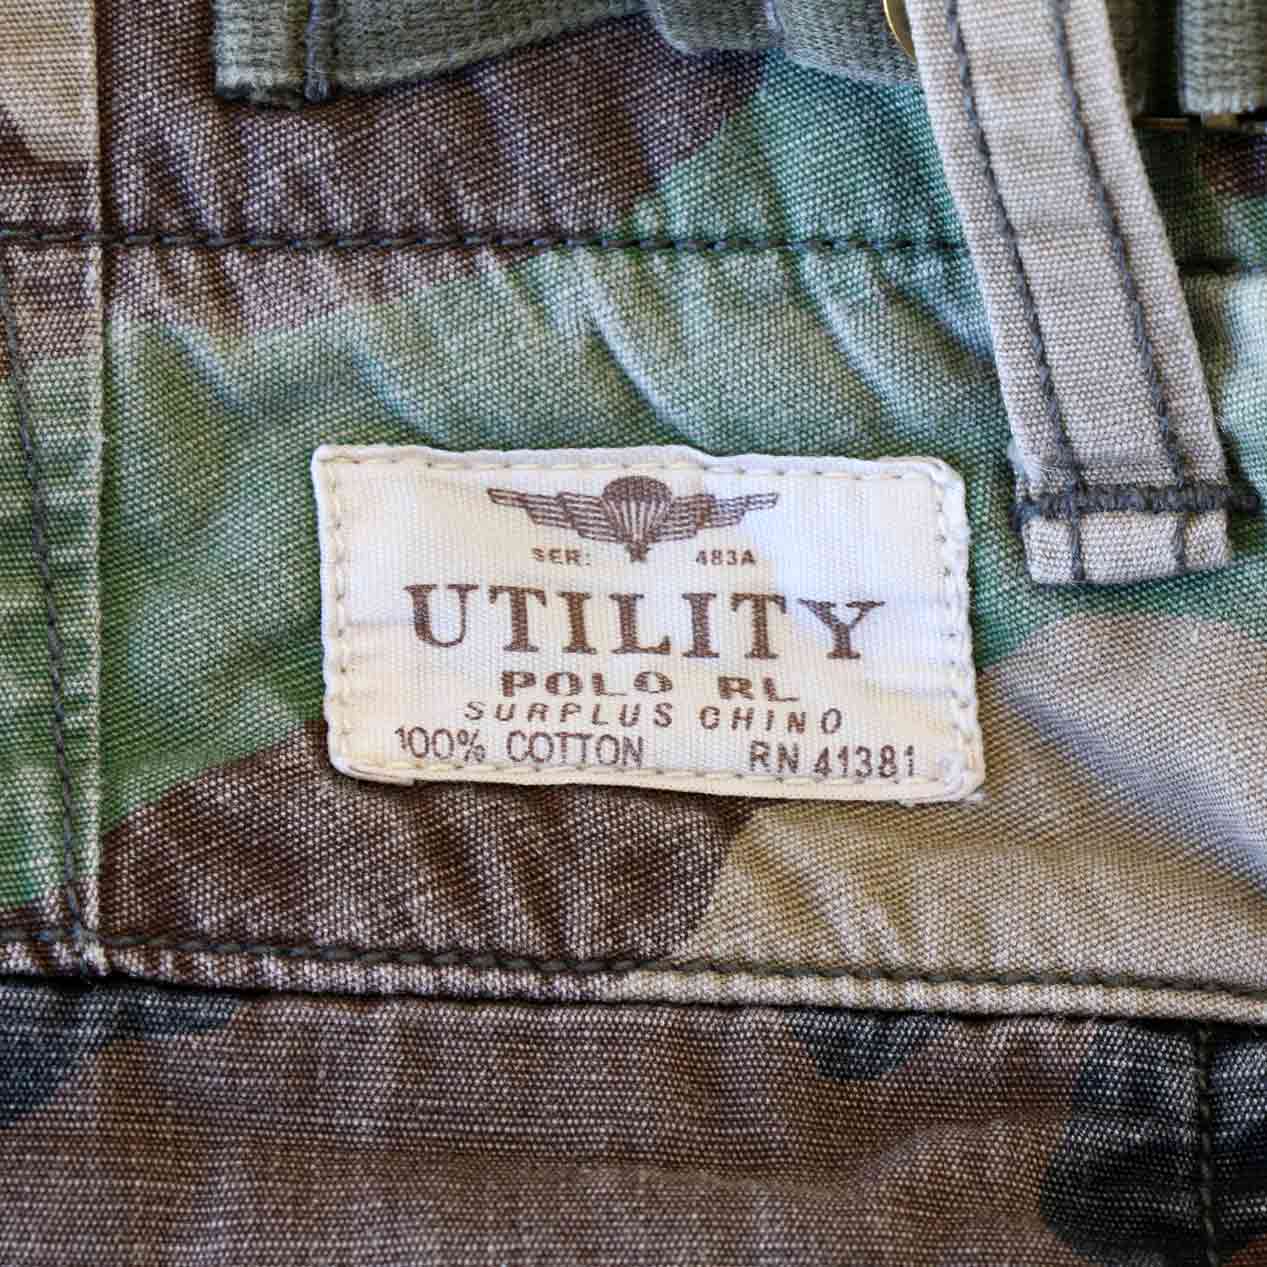 SER: 483A
UTILITY
POLO RL
SURPLUS CHINO
100% COTTON RN 41381